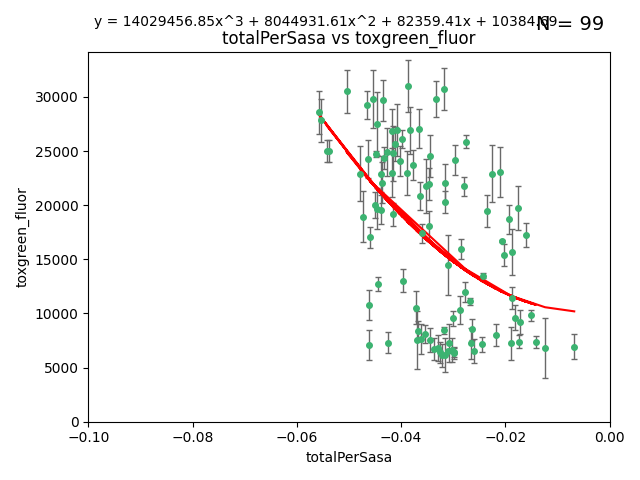 y = 14029456.85x^3 + 8044931.61x^2 + 82359.41x + 10384.69
N = 99
totalPerSasa vs toxgreen_fluor
toxgreen_fluor
30000
25000
20000
15000
10000
5000
0
−0.10 −0.08 −0.06 −0.04 −0.02 0.00
totalPerSasa